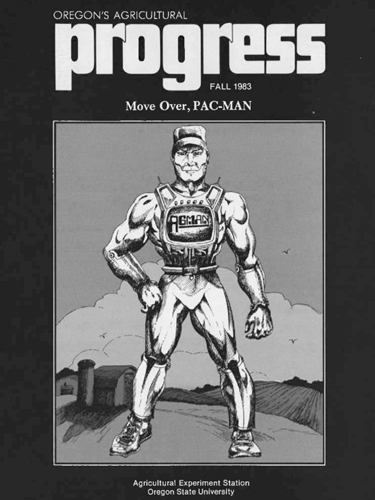 OREGON'S AGRICULTURAL
progress
FALL 1983
Move Over, PAC-MAN
AGMAN
Agricultural Experiment Station
Oregon State University